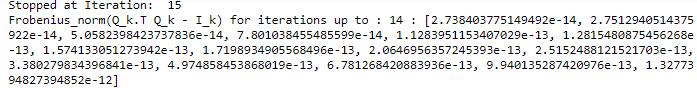 Stopped at Iteration:  15
Frobenius_norm(Q_k.T Q_k - I_k) for iterations up to : 14 : [2.738403775149492e-14, 2.7512940514375
922e-14, 5.0582398423737836e-14, 7.801038455485599e-14, 1.1283951153407029e-13, 1.2815480875456268e
-13, 1.574133051273942e-13, 1.7198934905568496e-13, 2.0646956357245393e-13, 2.5152488121521703e-13,
3.380279834396841e-13, 4.974858453868019e-13, 6.781268420883936e-13, 9.940135287420976e-13, 1.32773
94827394852e-12]